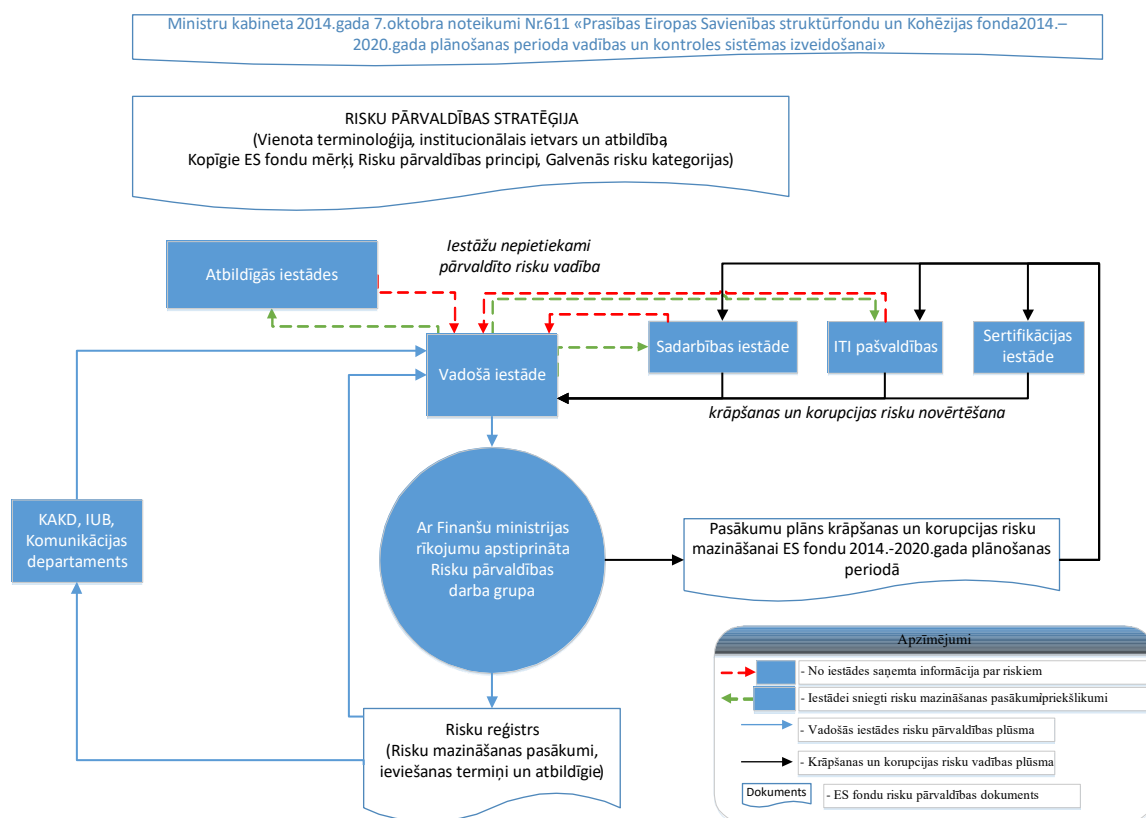 Ministru kabineta 2014.gada 7.oktobra noteikumi Nr.611 «Prasības Eiropas Savienības struktūrfondu un Kohēzijas fonda2014.–
2020.gada plānošanas perioda vadības un kontroles sistēmas izveidošanai»
RISKU PĀRVALDĪBAS STRATĒĢIJA
(Vienota terminoloģija, institucionālais ietvars un atbildība,
Kopīgie ES fondu mērķi, Risku pārvaldības principi, Galvenās risku kategorijas)
Iestāžu nepietiekami
pārvaldīto risku vadība
Atbildīgās iestādes
Vadošā iestāde
Sadarbības iestāde
ITI pašvaldības
Sertifikācijas
iestāde
krāpšanas un korupcijas risku novērtēšana
KAKD, IUB,
Komunikācijas
departaments
Ar Finanšu ministrijas
rīkojumu apstiprināta
Risku pārvaldības
darba grupa
Pasākumu plāns krāpšanas un korupcijas risku
mazināšanai ES fondu 2014.-2020.gada plānošanas
periodā
Risku reģistrs
(Risku mazināšanas pasākumi,
ieviešanas termiņi un atbildīgie)
Apzīmējumi
- No iestādes saņemta informācija par riskiem
- Iestādei sniegti risku mazināšanas pasākumi/priekšlikumi
- Vadošās iestādes risku pārvaldības plūsma
- Krāpšanas un korupcijas risku vadības plūsma
Dokuments
- ES fondu risku pārvaldības dokuments